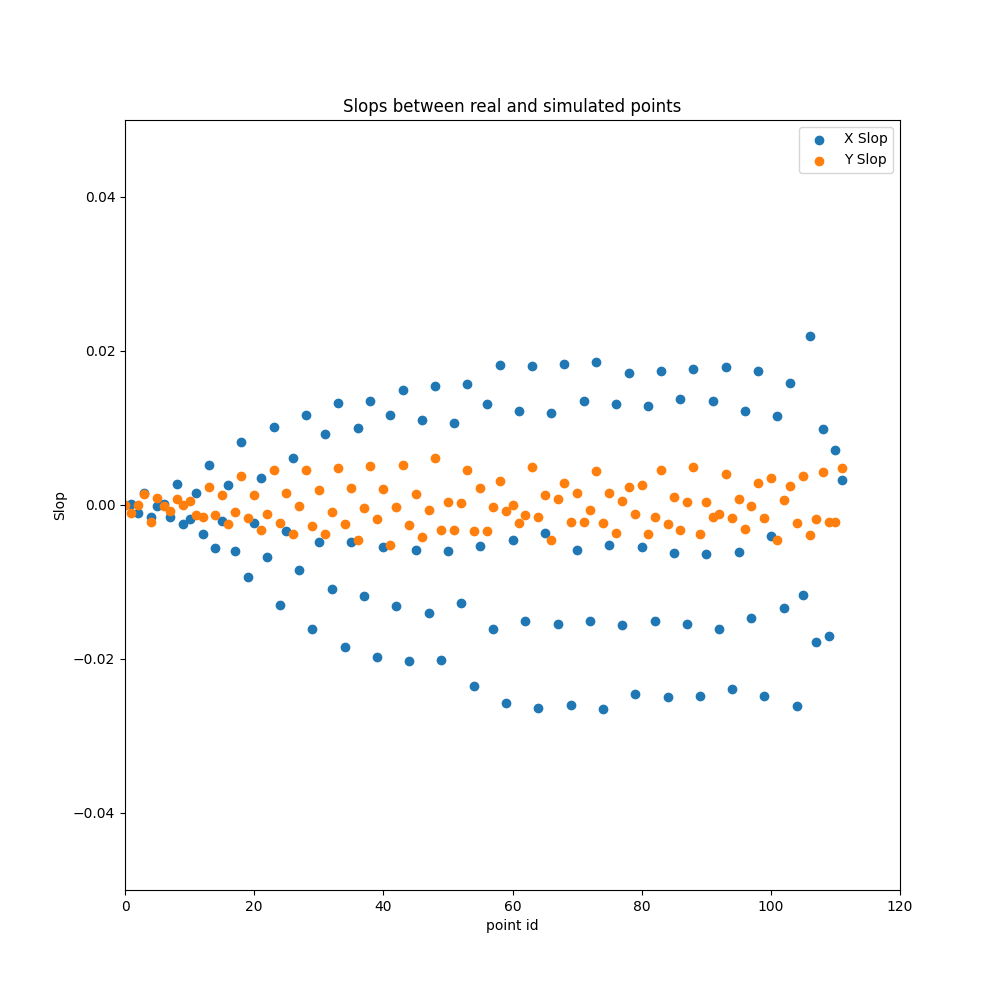 Slops between real and simulated points
X Slop
Y Slop
0.04
0.02
0.00
−0.02
−0.04
Slop
0 20 40 60 80 100 120
point id